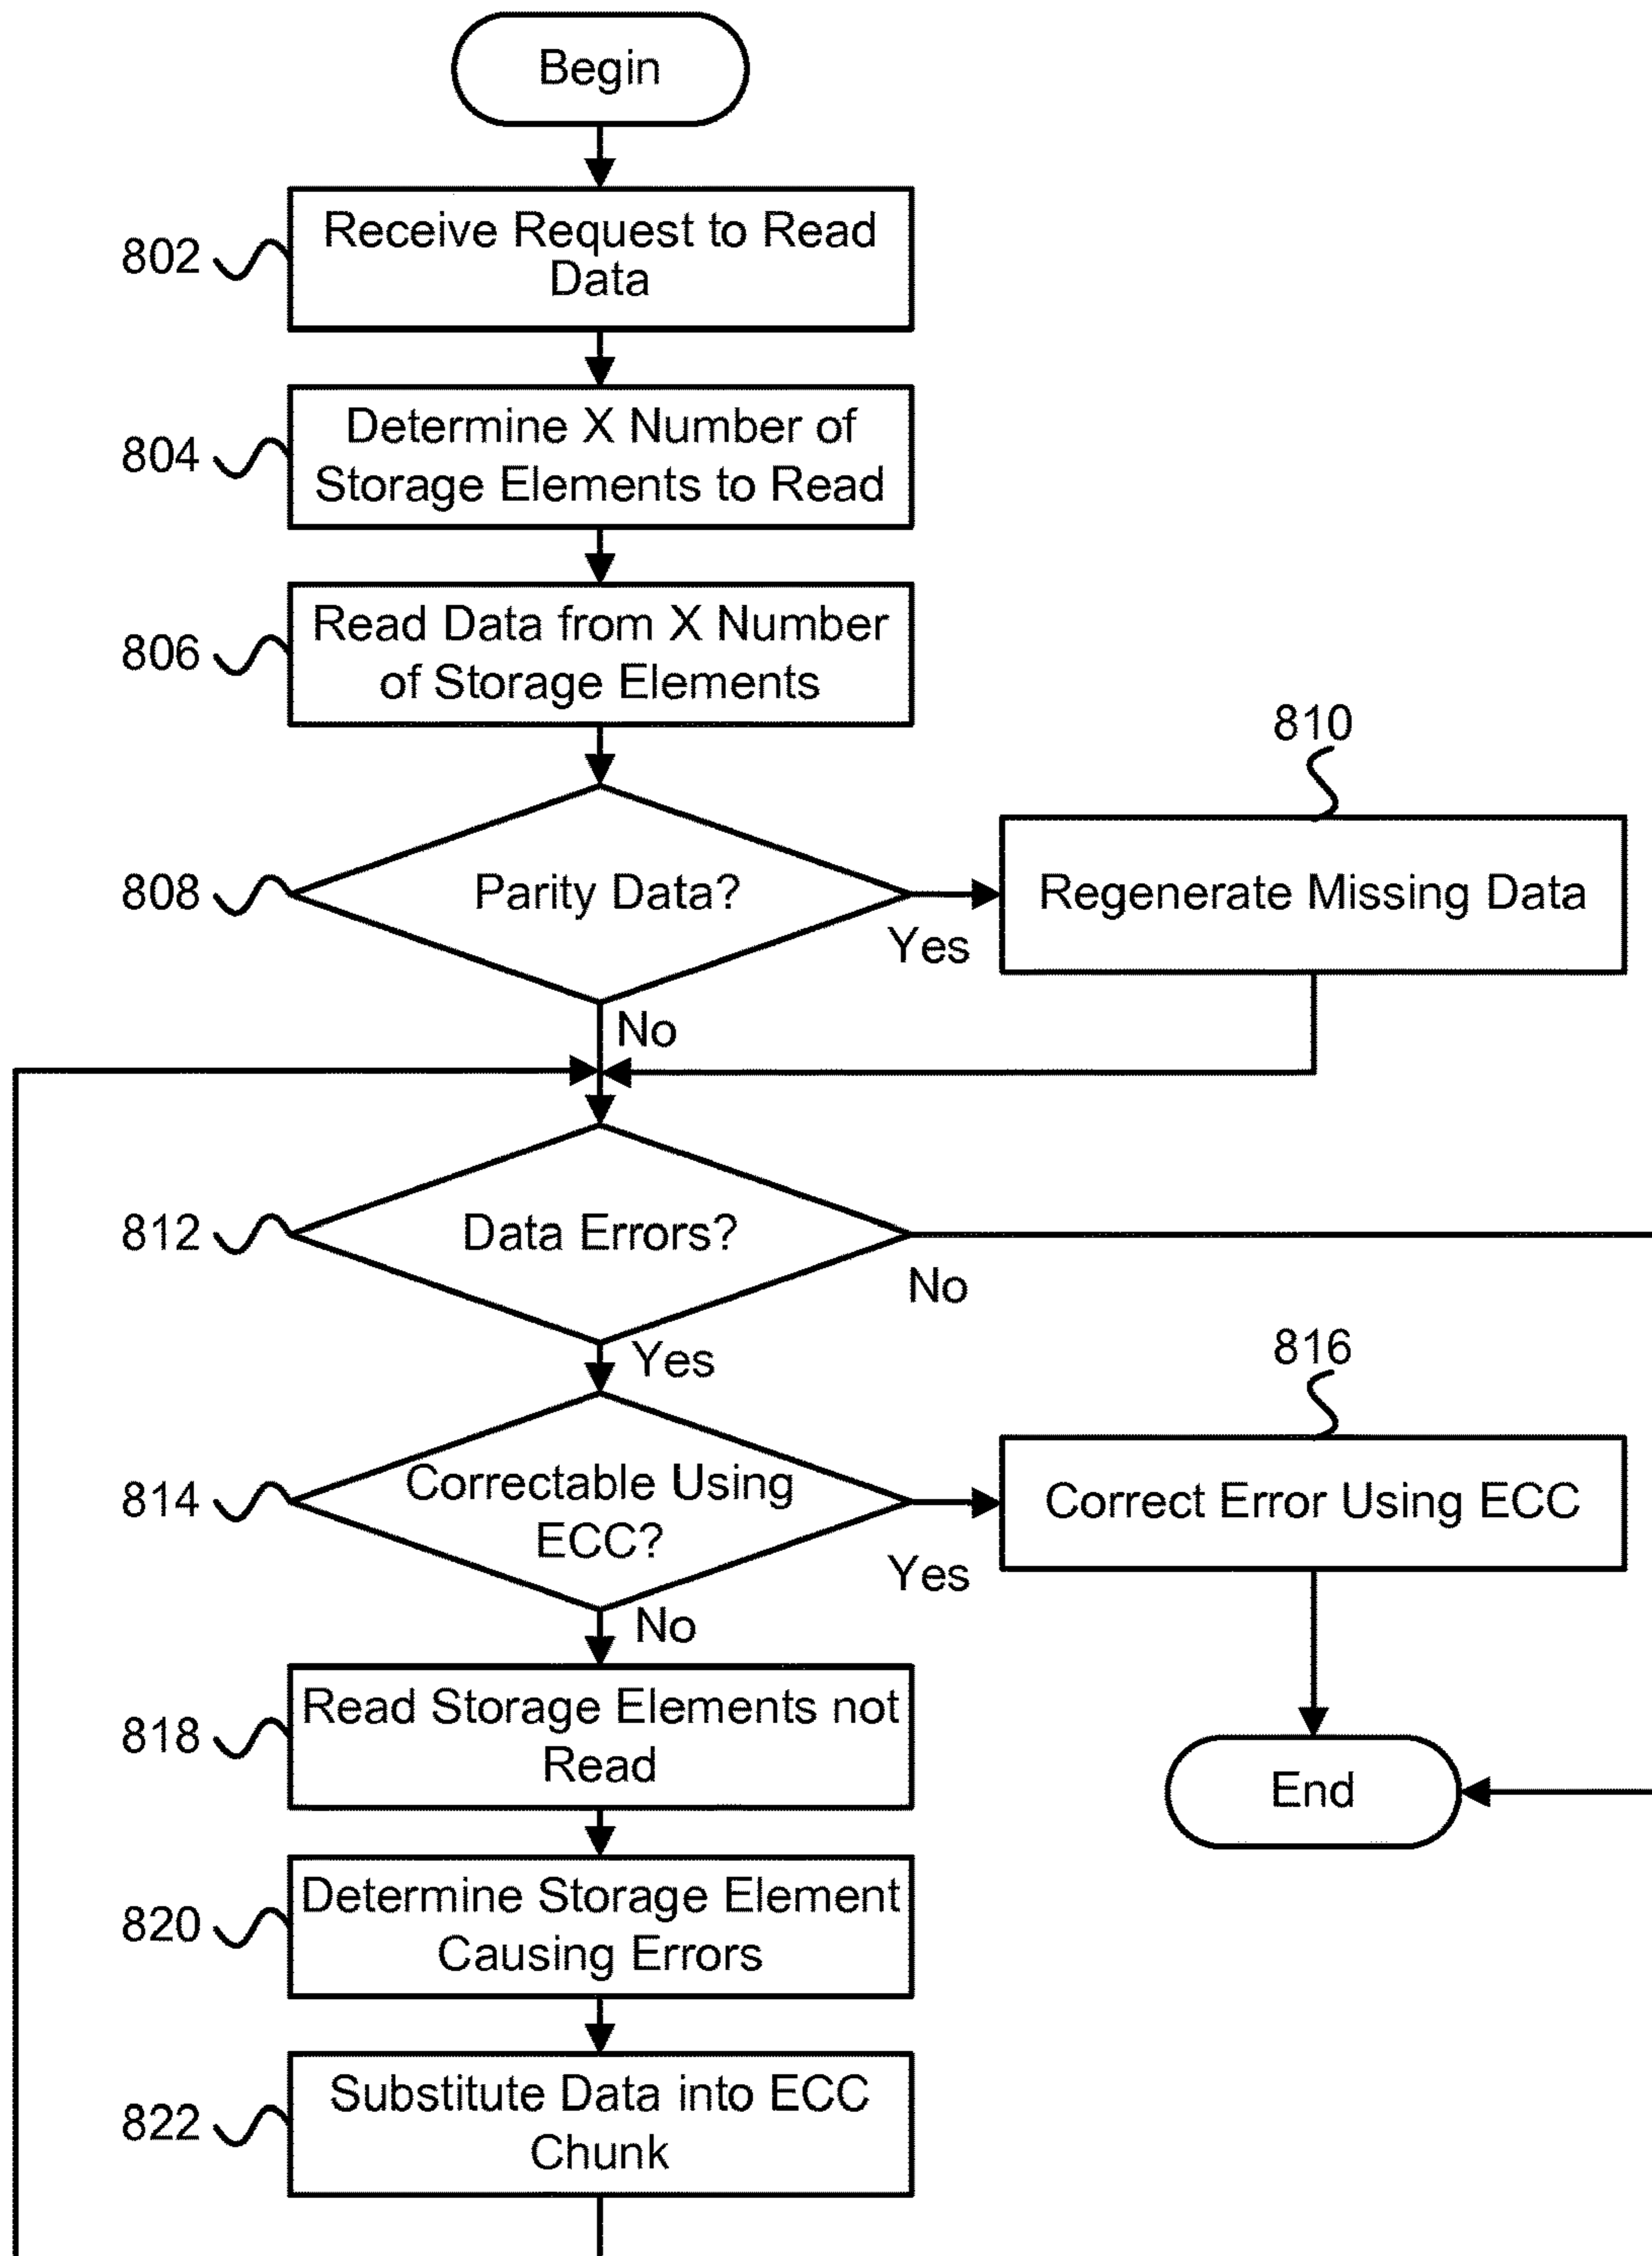 Begin
802
Receive Request to Read
Data
804
Determine X Number of
Storage Elements to Read
806
Read Data from X Number
of Storage Elements
808
Parity Data?
Yes
No
810
Regenerate Missing Data
812
Data Errors?
No
Yes
814
Correctable Using
ECC?
Yes
No
816
Correct Error Using ECC
End
818
Read Storage Elements not
Read
820
Determine Storage Element
Causing Errors
822
Substitute Data into ECC
Chunk